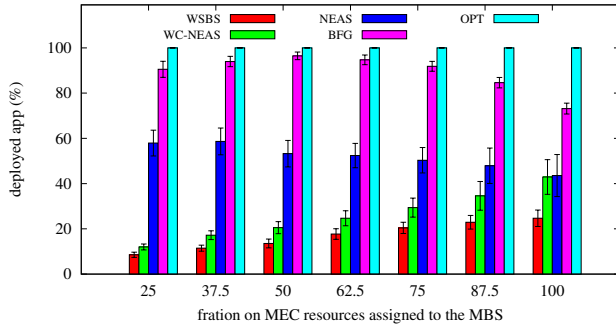 WSBS NEAS OPT
WC-NEAS BFG
100
80
60
40
20
0
deployed app (%)
25 37.5 50 62.5 75 87.5 100
fration on MEC resources assigned to the MBS